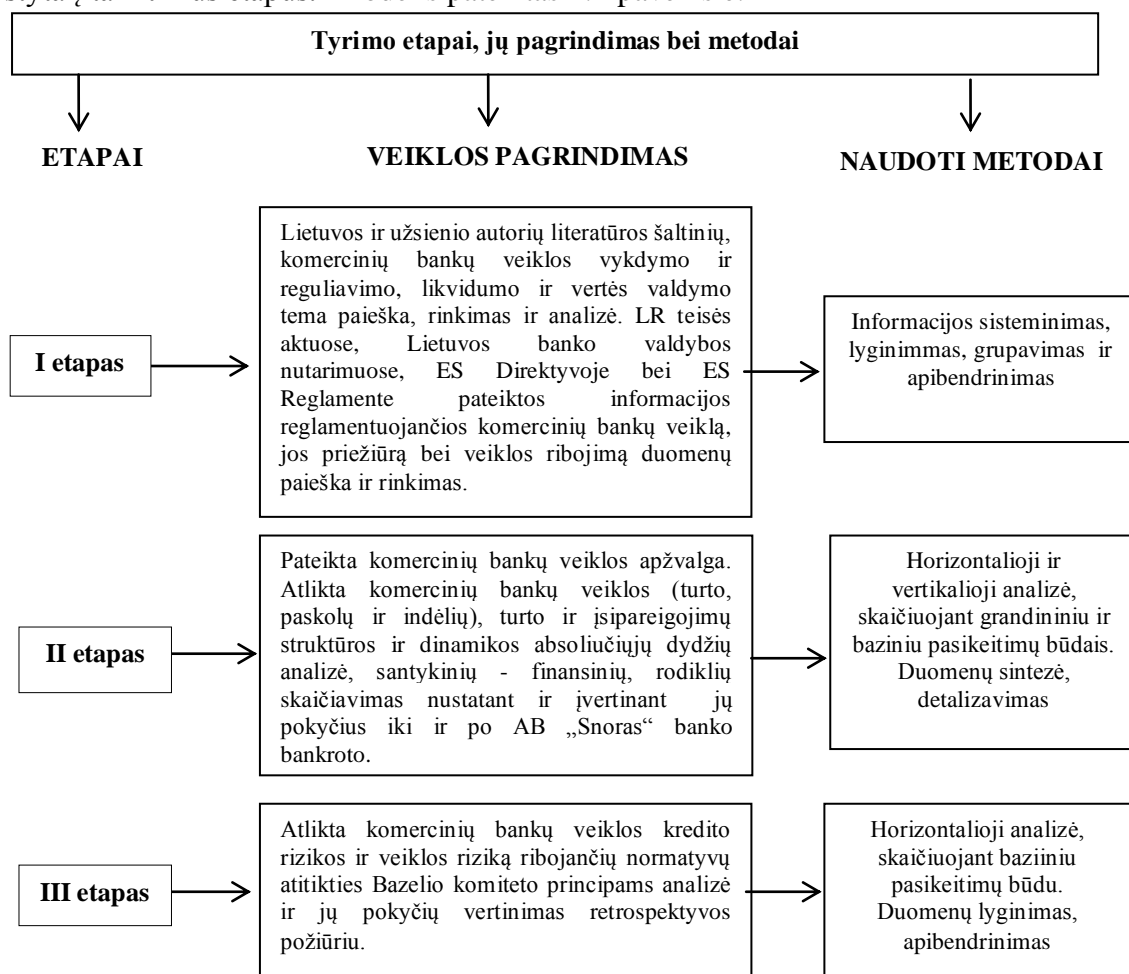 Tyrimo etapai, jų pagrindimas bei metodai
ETAPAI
VEIKLOS PAGRINDIMAS
NAUDOTI METODAI
I etapas
Lietuvos ir užsienio autorių literatūros šaltinių,
komercinių bankų veiklos vykdymo ir
reguliavimo, likvidumo ir vertės valdymo
tema paieška, rinkimas ir analizė. LR teisės
aktuose, Lietuvos banko valdybos
nutarimuose, ES Direktyvoje bei ES
Reglamente pateiktos informacijos
reglamentuojančios komercinių bankų veiklą,
jos priežiūrą bei veiklos ribojimą duomenų
paieška ir rinkimas.
Informacijos sisteminimas,
lyginimmas, grupavimas ir
apibendrinimas
II etapas
Pateikta komercinių bankų veiklos apžvalga.
Atlikta komercinių bankų veiklos (turto,
paskolų ir indėlių), turto ir įsipareigojimų
struktūros ir dinamikos absoliučiųjų dydžių
analizė, santykinių - finansinių, rodiklių
skaičiavimas nustatant ir įvertinant jų
pokyčius iki ir po AB „Snoras“ banko
bankroto.
Horizontalioji ir
vertikalioji analizė,
skaičiuojant grandininiu ir
baziniu pasikeitimų būdais.
Duomenų sintezė,
detalizavimas
III etapas
Atlikta komercinių bankų veiklos kredito
rizikos ir veiklos riziką ribojančių normatyvų
atitikties Bazelio komiteto principams analizė
ir jų pokyčių vertinimas retrospektyvos
požiūriu.
Horizontalioji analizė,
skaičiuojant baziiniu
pasikeitimų būdu.
Duomenų lyginimas,
apibendrinimas